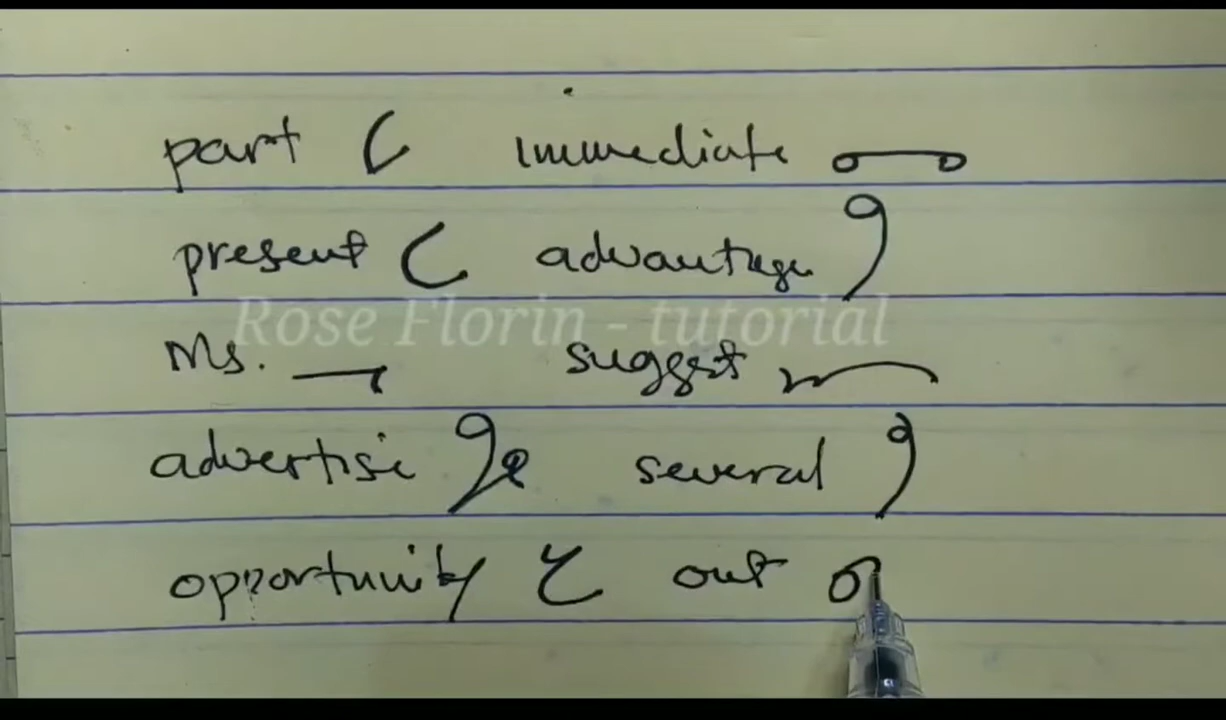 part immediate
present advantage
Rose Florin - tutorial
Ms. suggest
advertise several
opportunity out